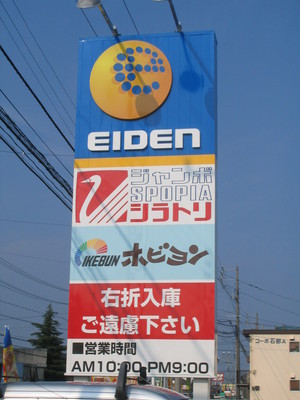 e
EIDEN
ジャンボ
SPOPIA
シラトリ
IKEBUN ホビヨン
右折入庫
ご遠慮下さい
■営業時間
AM10:00-PM9:00